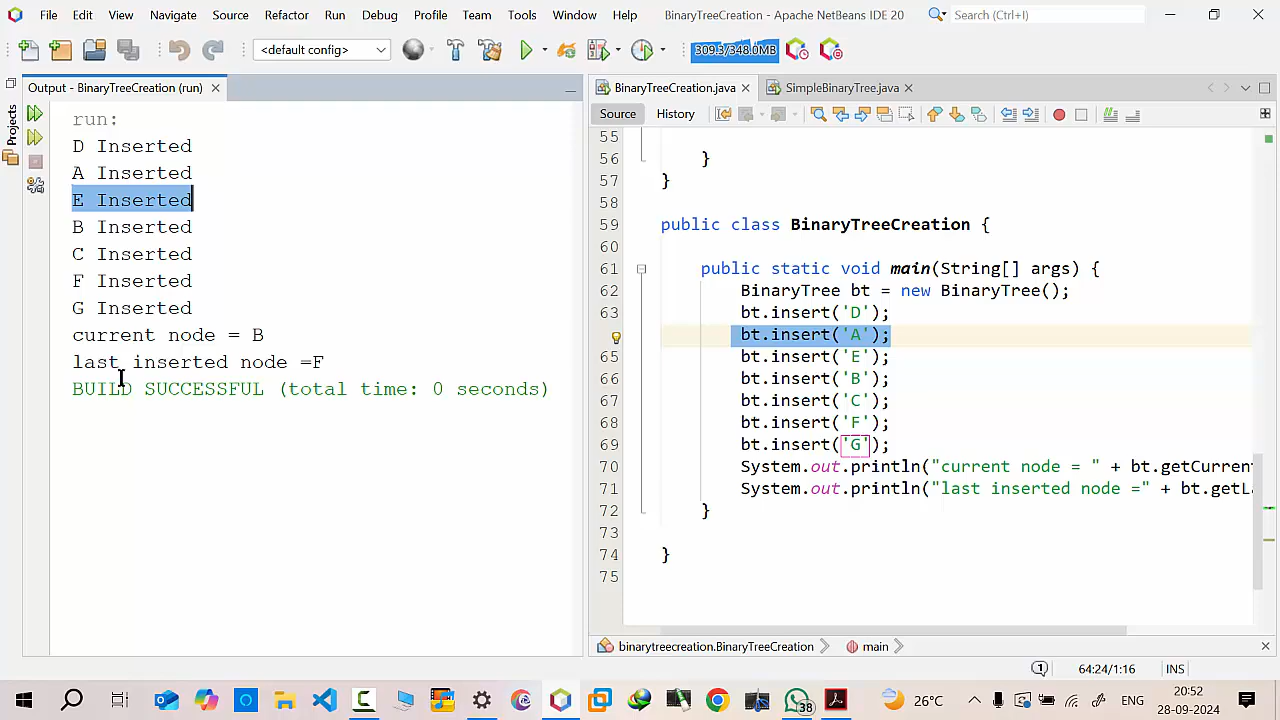 File Edit View Navigate Source Refactor Run Debug Profile Team Tools Window Help BinaryTreeCreation - Apache NetBeans IDE 20 Search (Ctrl+I)
<default config> 309.3/348.0MB
Output - BinaryTreeCreation (run)
Projects
run:
D Inserted
A Inserted
E Inserted
B Inserted
C Inserted
F Inserted
G Inserted
current node = B
last inserted node =F
BUILD SUCCESSFUL (total time: 0 seconds)
BinaryTreeCreation.java SimpleBinaryTree.java
Source History
55
56 }
57 }
58
59 public class BinaryTreeCreation {
60
61 public static void main(String[] args) {
62 BinaryTree bt = new BinaryTree();
63 bt.insert('D');
bt.insert('A');
65 bt.insert('E');
66 bt.insert('B');
67 bt.insert('C');
68 bt.insert('F');
69 bt.insert('G');
70 System.out.println("current node = " + bt.getCurrent
71 System.out.println("last inserted node =" + bt.getL
72 }
73
74 }
75
binarytreecreation.BinaryTreeCreation main
1 64:24/1:16 INS
38 26°C ENG 20:52
28-09-2024